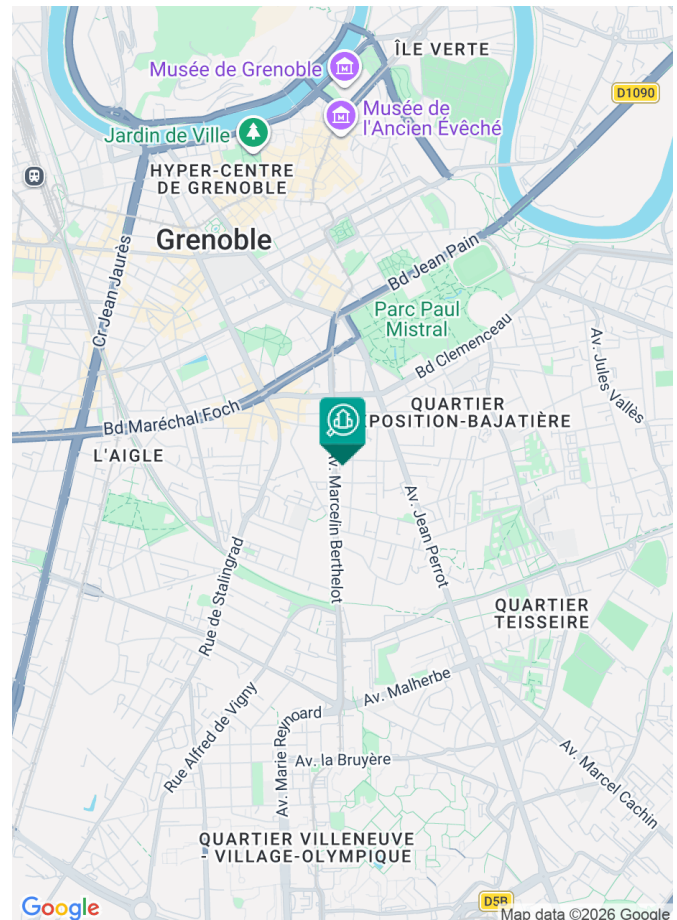 ÎLE VERTE
Musée de Grenoble
D1090
Musée de
l'Ancien Évêché
Jardin de Ville
HYPER-CENTRE
DE GRENOBLE
Grenoble
Bd Jean Pain
Cr Jean Jaurès
Parc Paul
Mistral
Bd Clemenceau
Av. Jules Vallès
QUARTIER
EXPOSITION-BAJATIÈRE
Bd Maréchal Foch
L'AIGLE
Av. Marcelin Berthelot
Av. Jean Perrot
Rue de Stalingrad
QUARTIER
TEISSEIRE
Av. Malherbe
Rue Alfred de Vigny
Av. Marie Reynoard
Av. la Bruyère
Av. Marcel Cachin
QUARTIER VILLENEUVE
- VILLAGE-OLYMPIQUE
D5B
Google
Map data ©2026 Google